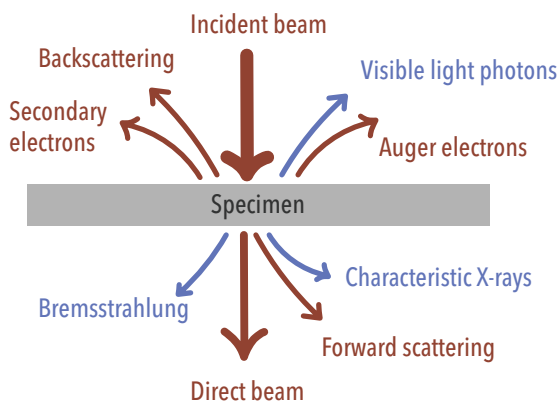 Incident beam
Backscattering
Visible light photons
Secondary
electrons
Auger electrons
Specimen
Characteristic X-rays
Bremsstrahlung
Forward scattering
Direct beam